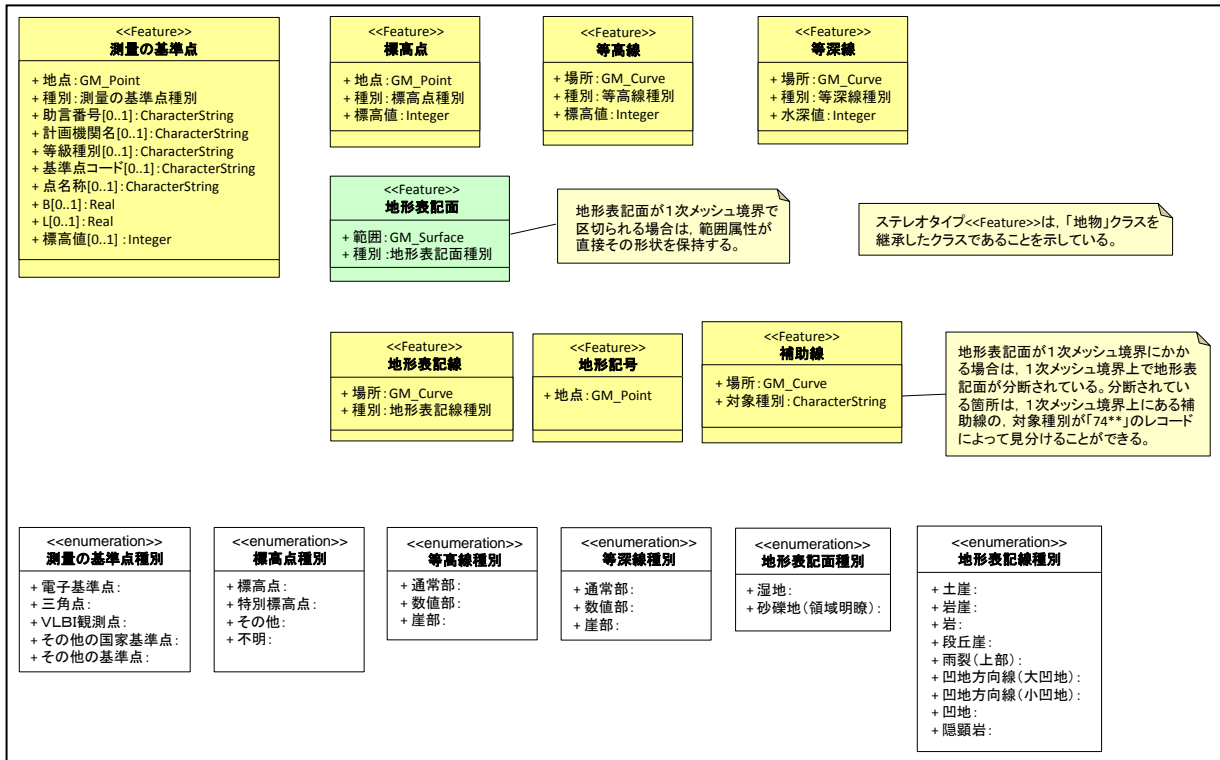 <<Feature>>
測量の基準点
+ 地点:GM_Point
+ 種別:測量の基準点種別
+ 助言番号[0..1]:CharacterString
+ 計画機関名[0..1]:CharacterString
+ 等級種別[0..1]:CharacterString
+ 基準点コード[0..1]:CharacterString
+ 点名称[0..1]:CharacterString
+ B[0..1]:Real
+ L[0..1]:Real
+ 標高値[0..1]:Integer
<<Feature>>
標高点
+ 地点:GM_Point
+ 種別:標高点種別
+ 標高値:Integer
<<Feature>>
等高線
+ 場所:GM_Curve
+ 種別:等高線種別
+ 標高値:Integer
<<Feature>>
等深線
+ 場所:GM_Curve
+ 種別:等深線種別
+ 水深値:Integer
<<Feature>>
地形表記面
+ 範囲:GM_Surface
+ 種別:地形表記面種別
地形表記面が1次メッシュ境界で
区切られる場合は,範囲属性が
直接その形状を保持する。
ステレオタイプ<<Feature>>は,「地物」クラスを
継承したクラスであることを示している。
<<Feature>>
地形表記線
+ 場所:GM_Curve
+ 種別:地形表記線種別
<<Feature>>
地形記号
+ 地点:GM_Point
<<Feature>>
補助線
+ 場所:GM_Curve
+ 対象種別:CharacterString
地形表記面が1次メッシュ境界にかか
る場合は,1次メッシュ境界上で地形表
記面が分断されている。分断されてい
る箇所は,1次メッシュ境界上にある補
助線の,対象種別が「74**」のレコード
によって見分けることができる。
<<enumeration>>
測量の基準点種別
+ 電子基準点:
+ 三角点:
+ VLBI観測点:
+ その他の国家基準点:
+ その他の基準点:
<<enumeration>>
標高点種別
+ 標高点:
+ 特別標高点:
+ その他:
+ 不明:
<<enumeration>>
等高線種別
+ 通常部:
+ 数値部:
+ 崖部:
<<enumeration>>
等深線種別
+ 通常部:
+ 数値部:
+ 崖部:
<<enumeration>>
地形表記面種別
+ 湿地:
+ 砂礫地(領域明瞭):
<<enumeration>>
地形表記線種別
+ 土崖:
+ 岩崖:
+ 岩:
+ 段丘崖:
+ 雨裂(上部):
+ 凹地方向線(大凹地):
+ 凹地方向線(小凹地):
+ 凹地:
+ 隠顕岩: